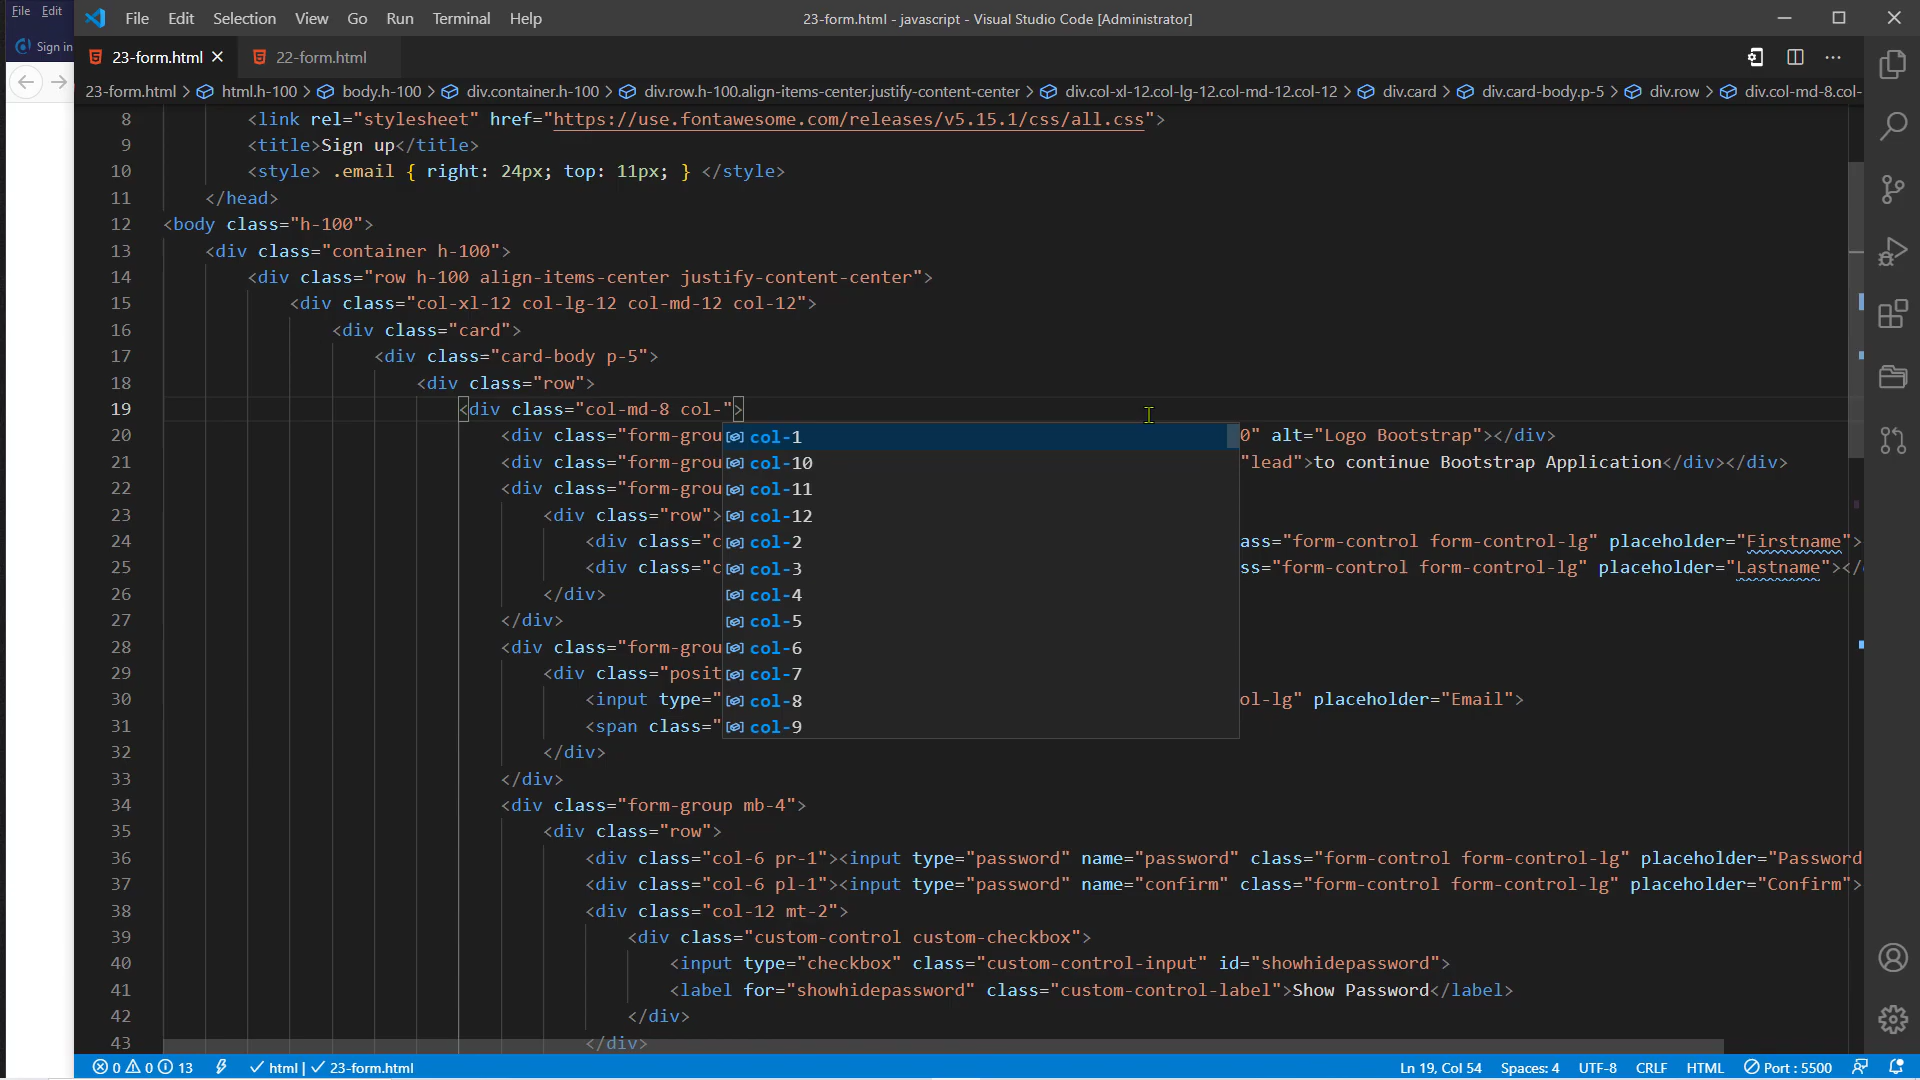 File Edit
Sign in
File Edit Selection View Go Run Terminal Help
23-form.html - javascript - Visual Studio Code [Administrator]
23-form.html 22-form.html
23-form.html > html.h-100 > body.h-100 > div.container.h-100 > div.row.h-100.align-items-center.justify-content-center > div.col-xl-12.col-lg-12.col-md-12.col-12 > div.card > div.card-body.p-5 > div.row > div.col-md-8.col-
8 <link rel="stylesheet" href="https://use.fontawesome.com/releases/v5.15.1/css/all.css">
9 <title>Sign up</title>
10 <style> .email { right: 24px; top: 11px; } </style>
11 </head>
12 <body class="h-100">
13 <div class="container h-100">
14 <div class="row h-100 align-items-center justify-content-center">
15 <div class="col-xl-12 col-lg-12 col-md-12 col-12">
16 <div class="card">
17 <div class="card-body p-5">
18 <div class="row">
19 <div class="col-md-8 col-">
20 <div class="form-grou 0" alt="Logo Bootstrap"></div>
21 <div class="form-grou "lead">to continue Bootstrap Application</div></div>
22 <div class="form-grou
23 <div class="row">
24 <div class="c ass="form-control form-control-lg" placeholder="Firstname">
25 <div class="c ss="form-control form-control-lg" placeholder="Lastname"></
26 </div>
27 </div>
28 <div class="form-grou
29 <div class="posit
30 <input type=" ol-lg" placeholder="Email">
31 <span class="
32 </div>
33 </div>
34 <div class="form-group mb-4">
35 <div class="row">
36 <div class="col-6 pr-1"><input type="password" name="password" class="form-control form-control-lg" placeholder="Password
37 <div class="col-6 pl-1"><input type="password" name="confirm" class="form-control form-control-lg" placeholder="Confirm">
38 <div class="col-12 mt-2">
39 <div class="custom-control custom-checkbox">
40 <input type="checkbox" class="custom-control-input" id="showhidepassword">
41 <label for="showhidepassword" class="custom-control-label">Show Password</label>
42 </div>
43 </div>
col-1
col-10
col-11
col-12
col-2
col-3
col-4
col-5
col-6
col-7
col-8
col-9
0 0 13 html | 23-form.html Ln 19, Col 54 Spaces: 4 UTF-8 CRLF HTML Port : 5500